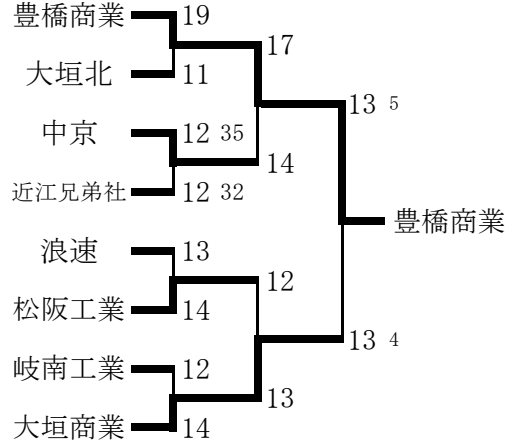 豊橋商業 19
17
大垣北 11
13 5
中京 12 35
14
近江兄弟社 12 32
豊橋商業
浪速 13
12
松阪工業 14
13 4
岐南工業 12
13
大垣商業 14